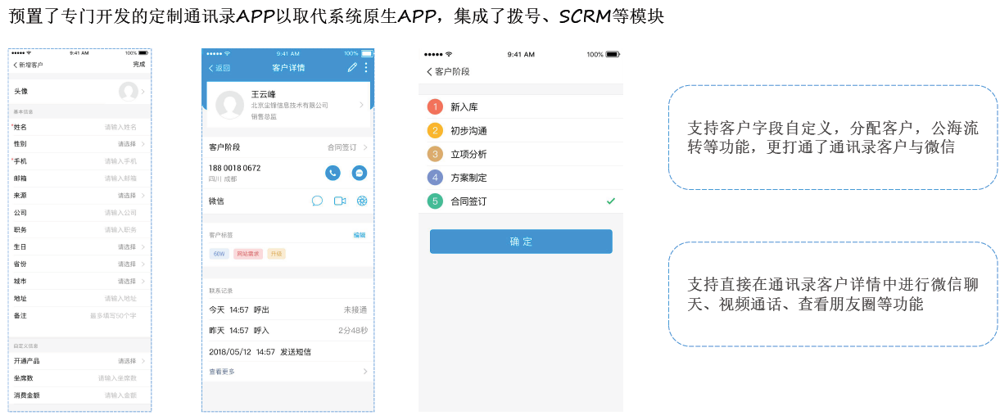 预置了专门开发的定制通讯录APP以取代系统原生APP，集成了拨号、SCRM等模块
9:41 AM 100%
新增客户 完成
头像
基本信息
*姓名 请输入姓名
性别 请选择
*手机 请输入手机
邮箱 请输入邮箱
来源 请选择
公司 请输入公司
职务 请输入职务
生日 请选择
省份 请选择
城市 请选择
地址 请输入地址
备注 最多填写50个字
自定义信息
开通产品 请选择
坐席数 请输入坐席数
消费金额 请输入金额
9:41 AM 100%
返回 客户详情
王云峰
北京尘锋信息技术有限公司
销售总监
客户阶段 合同签订
188 0018 0672
四川 成都
微信
客户标签 编辑
60W 网站需求 升级
联系记录
今天 14:57 呼出 未接通
昨天 14:57 呼入 2分48秒
2018/05/12 14:57 发送短信
查看更多
9:41 AM 100%
客户阶段
1 新入库
2 初步沟通
3 立项分析
4 方案制定
5 合同签订
确定
支持客户字段自定义，分配客户，公海流
转等功能，更打通了通讯录客户与微信
支持直接在通讯录客户详情中进行微信聊
天、视频通话、查看朋友圈等功能